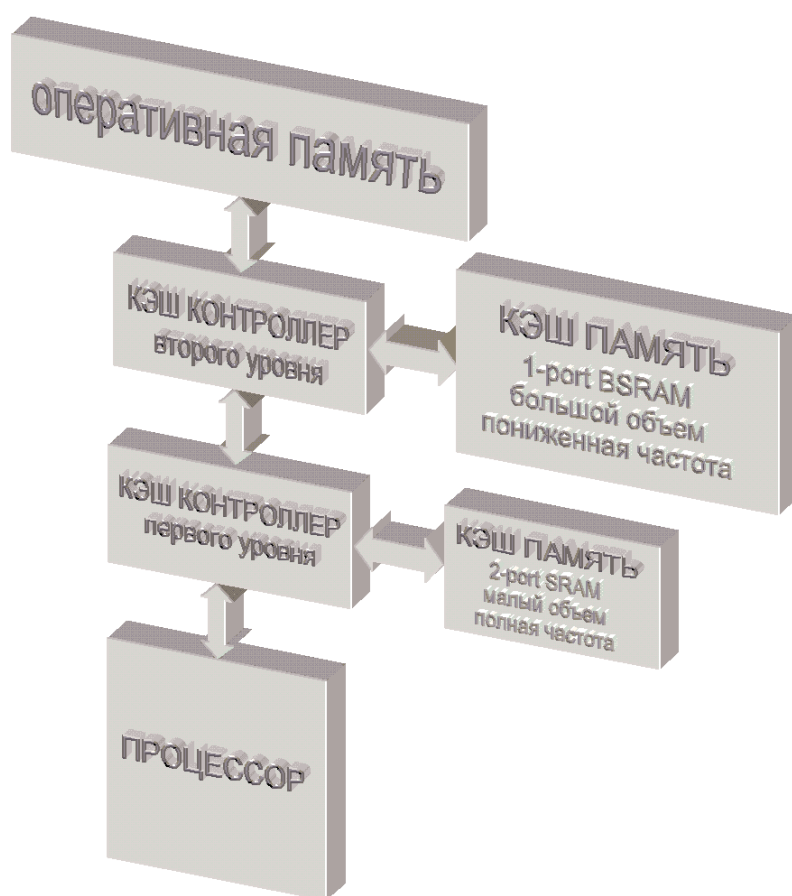 оперативная память
КЭШ КОНТРОЛЛЕР
второго уровня
КЭШ ПАМЯТЬ
1-port BSRAM
большой объем
пониженная частота
КЭШ КОНТРОЛЛЕР
первого уровня
КЭШ ПАМЯТЬ
2-port SRAM
малый объем
полная частота
ПРОЦЕССОР